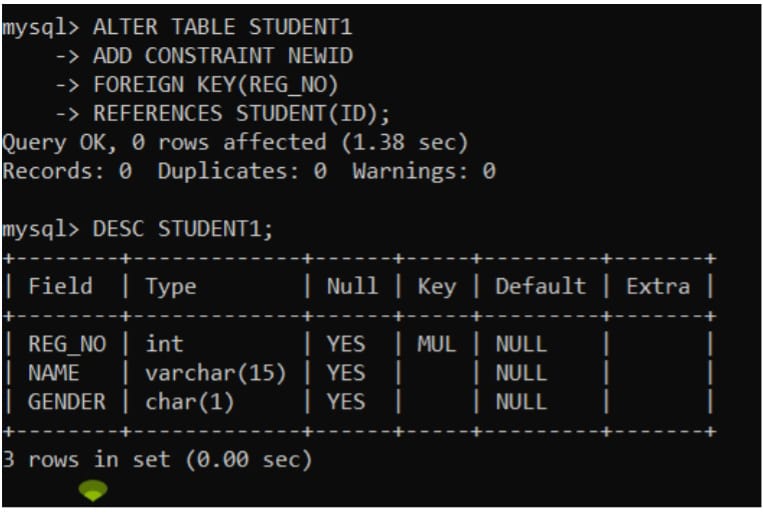 mysql> ALTER TABLE STUDENT1
    -> ADD CONSTRAINT NEWID
    -> FOREIGN KEY(REG_NO)
    -> REFERENCES STUDENT(ID);
Query OK, 0 rows affected (1.38 sec)
Records: 0  Duplicates: 0  Warnings: 0

mysql> DESC STUDENT1;
+--------+-------------+------+-----+---------+-------+
| Field  | Type        | Null | Key | Default | Extra |
+--------+-------------+------+-----+---------+-------+
| REG_NO | int         | YES  | MUL | NULL    |       |
| NAME   | varchar(15) | YES  |     | NULL    |       |
| GENDER | char(1)     | YES  |     | NULL    |       |
+--------+-------------+------+-----+---------+-------+
3 rows in set (0.00 sec)